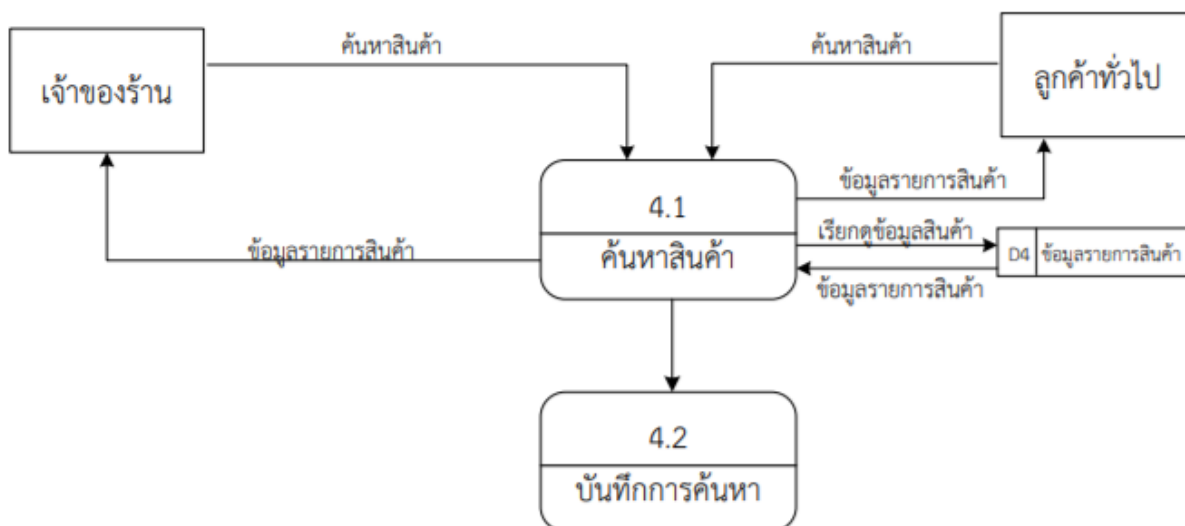 ค้นหาสินค้า
ค้นหาสินค้า
เจ้าของร้าน
ลูกค้าทั่วไป
ข้อมูลรายการสินค้า
4.1
เรียกดูข้อมูลสินค้า
ข้อมูลรายการสินค้า
ค้นหาสินค้า
D4 ข้อมูลรายการสินค้า
ข้อมูลรายการสินค้า
4.2
บันทึกการค้นหา